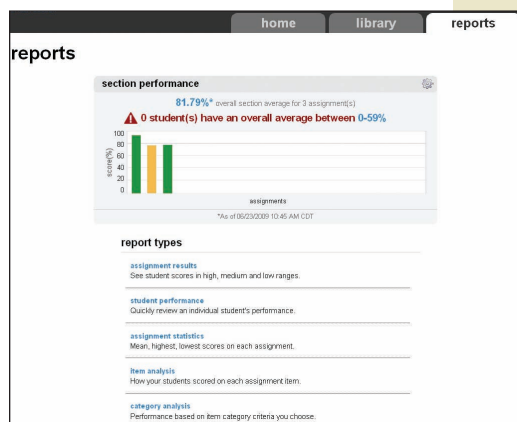 home library reports
reports
section performance
81.79%* overall section average for 3 assignment(s)
0 student(s) have an overall average between 0-59%
100
80
60
40
20
0
score(%)
assignments
*As of 06/23/2009 10:45 AM CDT
report types
assignment results
See student scores in high, medium and low ranges.
student performance
Quickly review an individual student's performance.
assignment statistics
Mean, highest, lowest scores on each assignment.
item analysis
How your students scored on each assignment item.
category analysis
Performance based on item category criteria you choose.